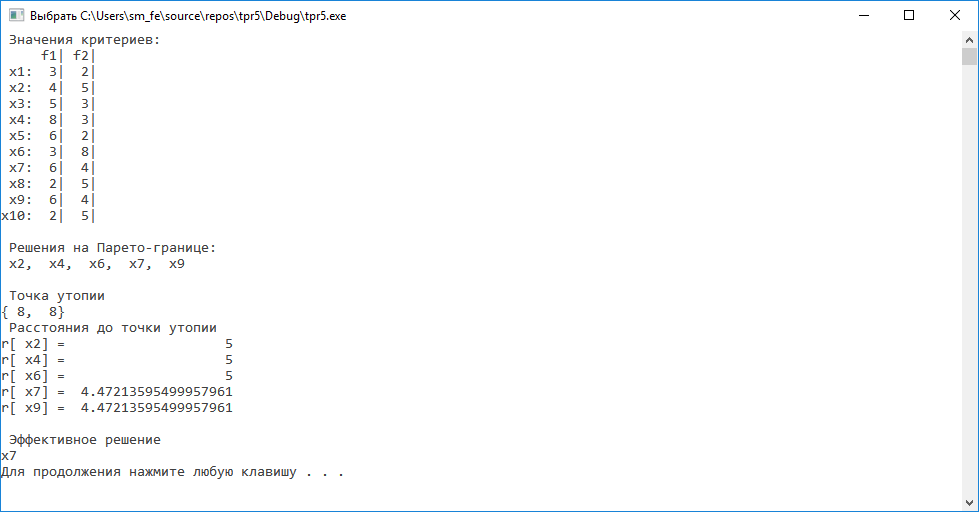 Выбрать C:\Users\sm_fe\source\repos\tpr5\Debug\tpr5.exe
Значения критериев:
f1| f2|
x1: 3| 2|
x2: 4| 5|
x3: 5| 3|
x4: 8| 3|
x5: 6| 2|
x6: 3| 8|
x7: 6| 4|
x8: 2| 5|
x9: 6| 4|
x10: 2| 5|
Решения на Парето-границе:
x2, x4, x6, x7, x9
Точка утопии
{ 8, 8}
Расстояния до точки утопии
r[ x2] = 5
r[ x4] = 5
r[ x6] = 5
r[ x7] = 4.47213595499957961
r[ x9] = 4.47213595499957961
Эффективное решение
x7
Для продолжения нажмите любую клавишу . . .